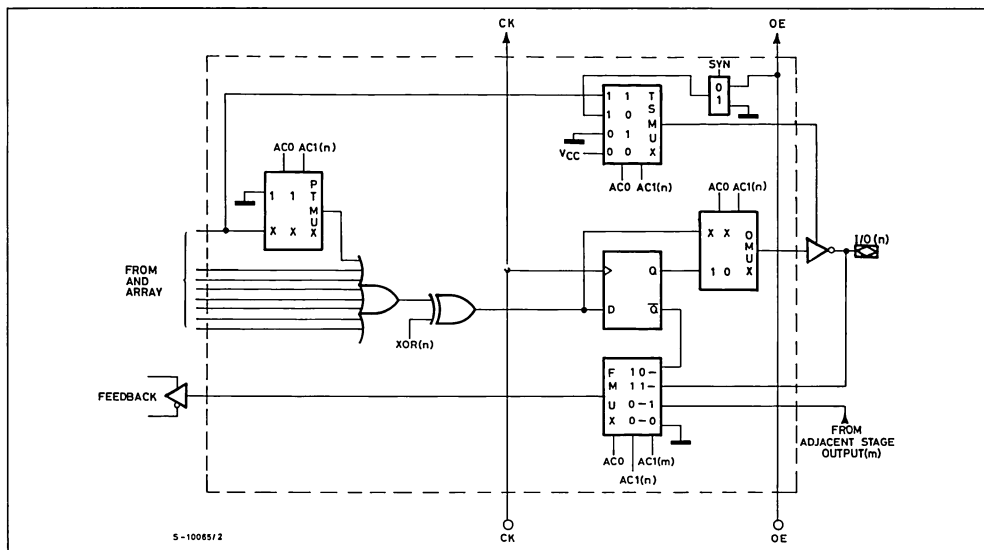 CK
OE
SYN
0
1
1 1 T
1 0 S
0 1 M
0 0 U
X
VCC
AC0 AC1(n)
AC0 AC1(n)
1 1
X X
P
T
M
U
X
AC0 AC1(n)
X X
1 0
O
M
U
X
I/O(n)
FROM
AND
ARRAY
XOR(n)
Q
D
Q̅
F 10-
M 11-
U 0-1
X 0-0
FEEDBACK
AC0
AC1(n)
AC1(m)
FROM
ADJACENT STAGE
OUTPUT(m)
S-10065/2
CK
OE